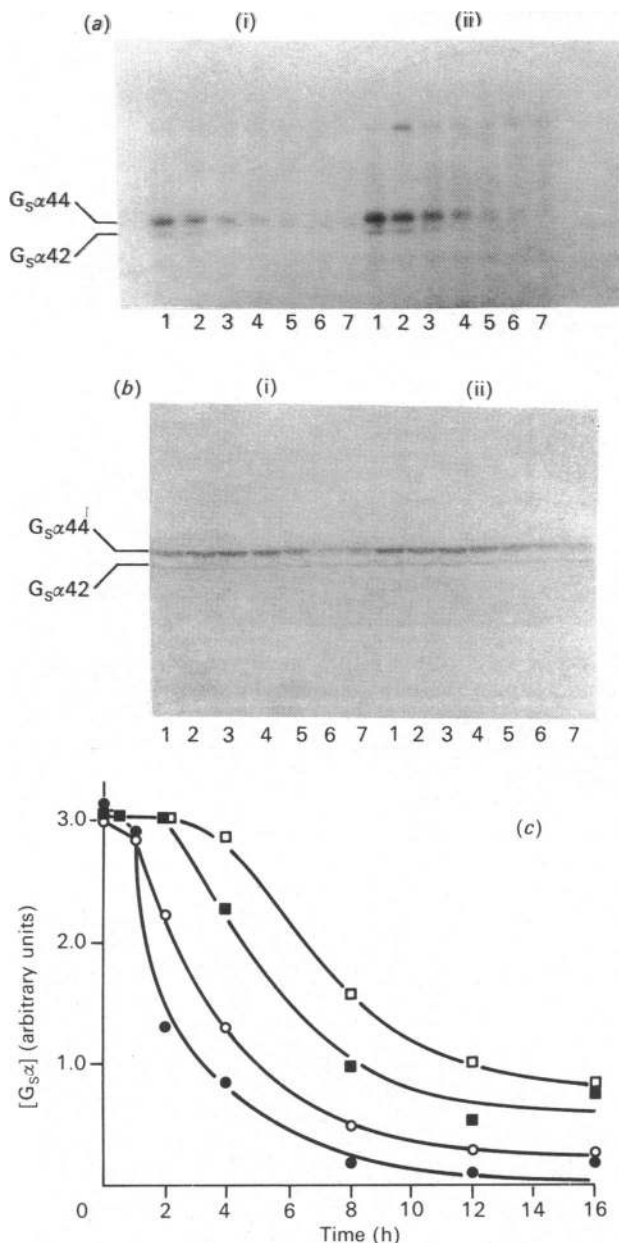 (a) (i) (ii)
GSα44
GSα42
1 2 3 4 5 6 7 1 2 3 4 5 6 7
(b) (i) (ii)
GSα44
GSα42
1 2 3 4 5 6 7 1 2 3 4 5 6 7
(c)
3.0
2.0
1.0
0
[GSα] (arbitrary units)
2 4 6 8 10 12 14 16
Time (h)